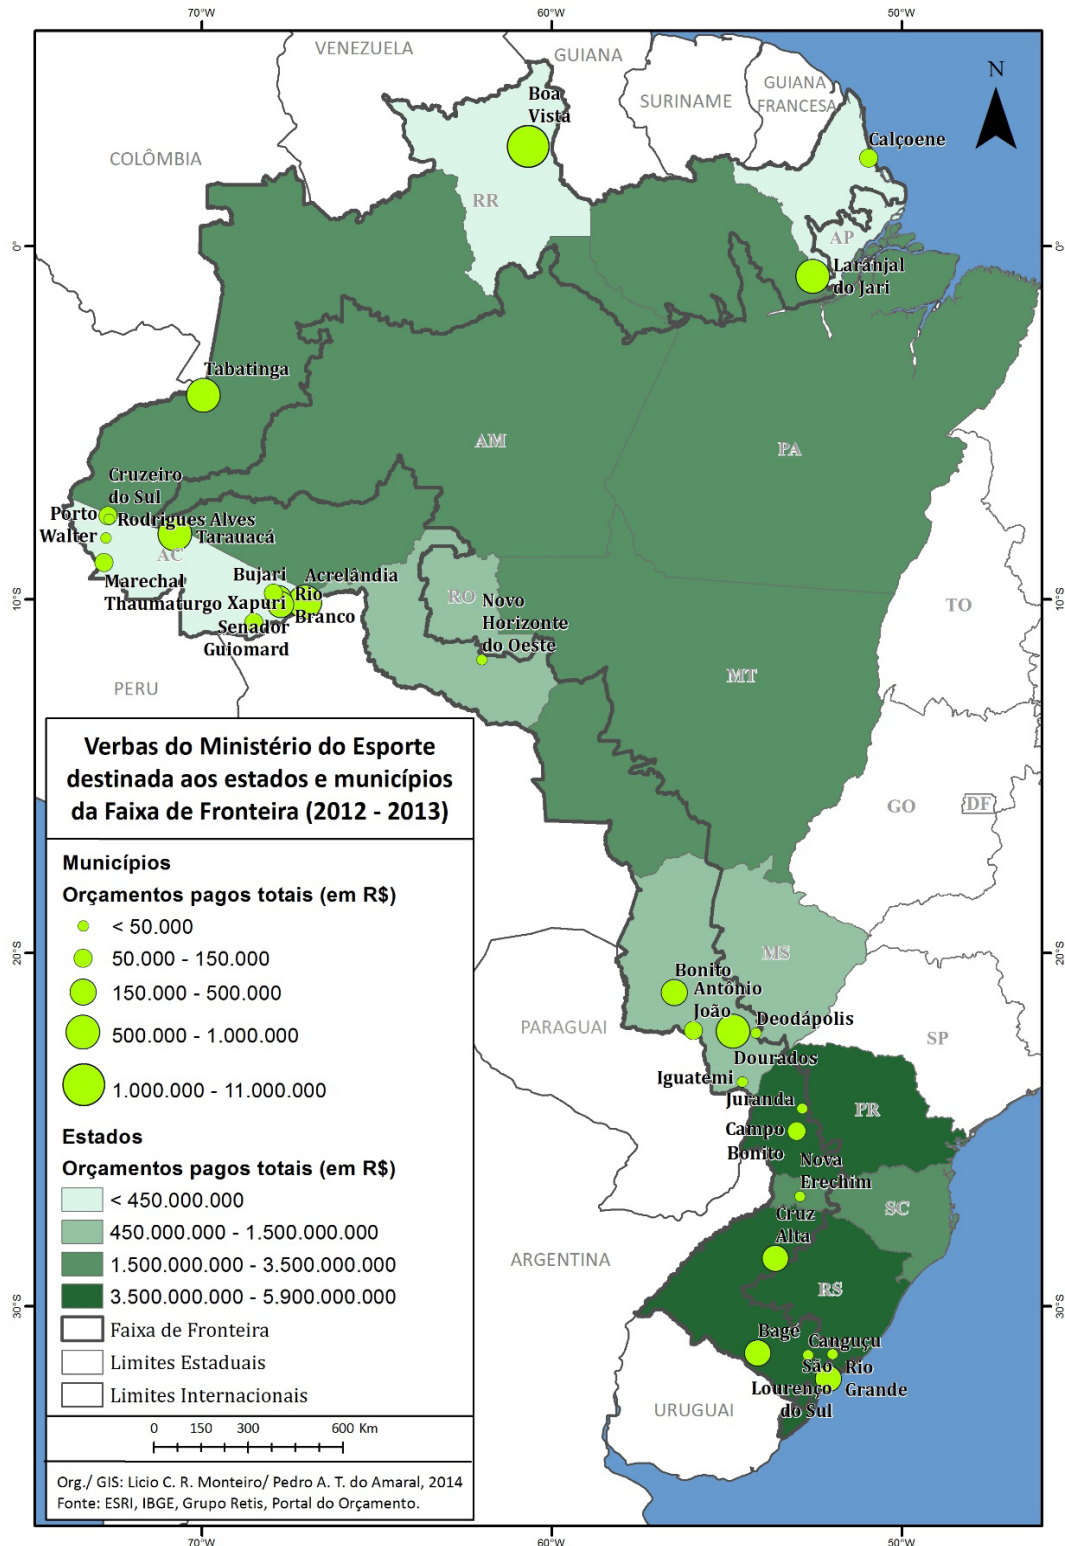 70°W
60°W
50°W
VENEZUELA
GUIANA
SURINAME
GUIANA
FRANCESA
COLÔMBIA
N
Boa
Vista
Calçoene
RR
AP
0°
0°
Laranjal
do Jari
Tabatinga
AM
PA
Cruzeiro
do Sul
Porto
Walter
Rodrigues Alves
Tarauacá
AC
Marechal
Thaumaturgo
Bujari
Acrelândia
Xapuri
Rio
Branco
Senador
Guiomard
RO
Novo
Horizonte
do Oeste
10°S
10°S
TO
PERU
MT
GO
DF
Verbas do Ministério do Esporte
destinada aos estados e municípios
da Faixa de Fronteira (2012 - 2013)
Municípios
Orçamentos pagos totais (em R$)
< 50.000
50.000 - 150.000
150.000 - 500.000
500.000 - 1.000.000
1.000.000 - 11.000.000
Estados
Orçamentos pagos totais (em R$)
< 450.000.000
450.000.000 - 1.500.000.000
1.500.000.000 - 3.500.000.000
3.500.000.000 - 5.900.000.000
Faixa de Fronteira
Limites Estaduais
Limites Internacionais
0 150 300 600 Km
Org./ GIS: Licio C. R. Monteiro/ Pedro A. T. do Amaral, 2014
Fonte: ESRI, IBGE, Grupo Retis, Portal do Orçamento.
20°S
20°S
MS
Bonito
Antônio
João
Deodápolis
Dourados
PARAGUAI
SP
Iguatemi
Juranda
PR
Campo
Bonito
Nova
Erechim
SC
Cruz
Alta
ARGENTINA
RS
30°S
30°S
Bagé
Canguçu
São
Lourenço
do Sul
Rio
Grande
URUGUAI
70°W
60°W
50°W